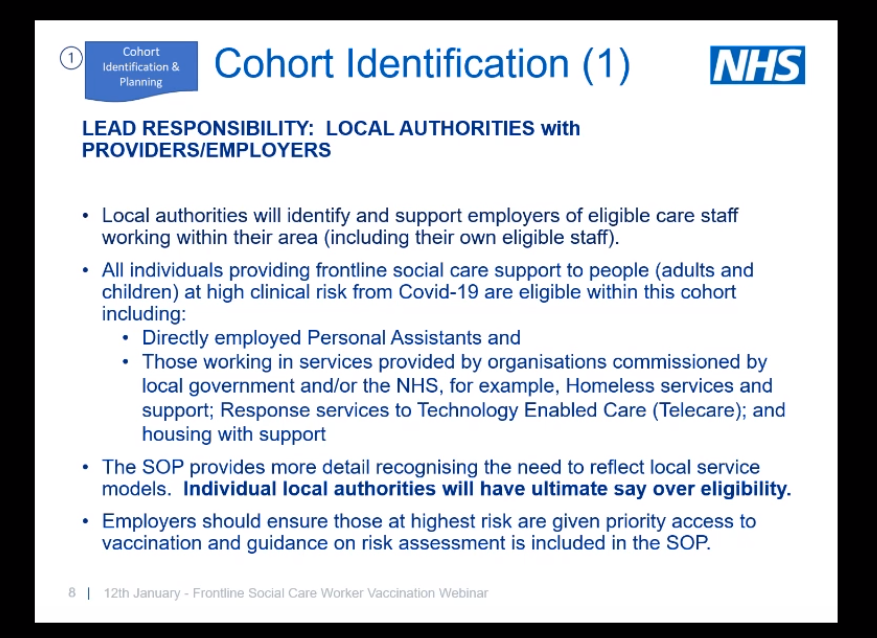 1
Cohort
Identification &
Planning
Cohort Identification (1)
NHS
LEAD RESPONSIBILITY:  LOCAL AUTHORITIES with
PROVIDERS/EMPLOYERS
• Local authorities will identify and support employers of eligible care staff
working within their area (including their own eligible staff).
• All individuals providing frontline social care support to people (adults and
children) at high clinical risk from Covid-19 are eligible within this cohort
including:
• Directly employed Personal Assistants and
• Those working in services provided by organisations commissioned by
local government and/or the NHS, for example, Homeless services and
support; Response services to Technology Enabled Care (Telecare); and
housing with support
• The SOP provides more detail recognising the need to reflect local service
models.  Individual local authorities will have ultimate say over eligibility.
• Employers should ensure those at highest risk are given priority access to
vaccination and guidance on risk assessment is included in the SOP.
8 | 12th January - Frontline Social Care Worker Vaccination Webinar